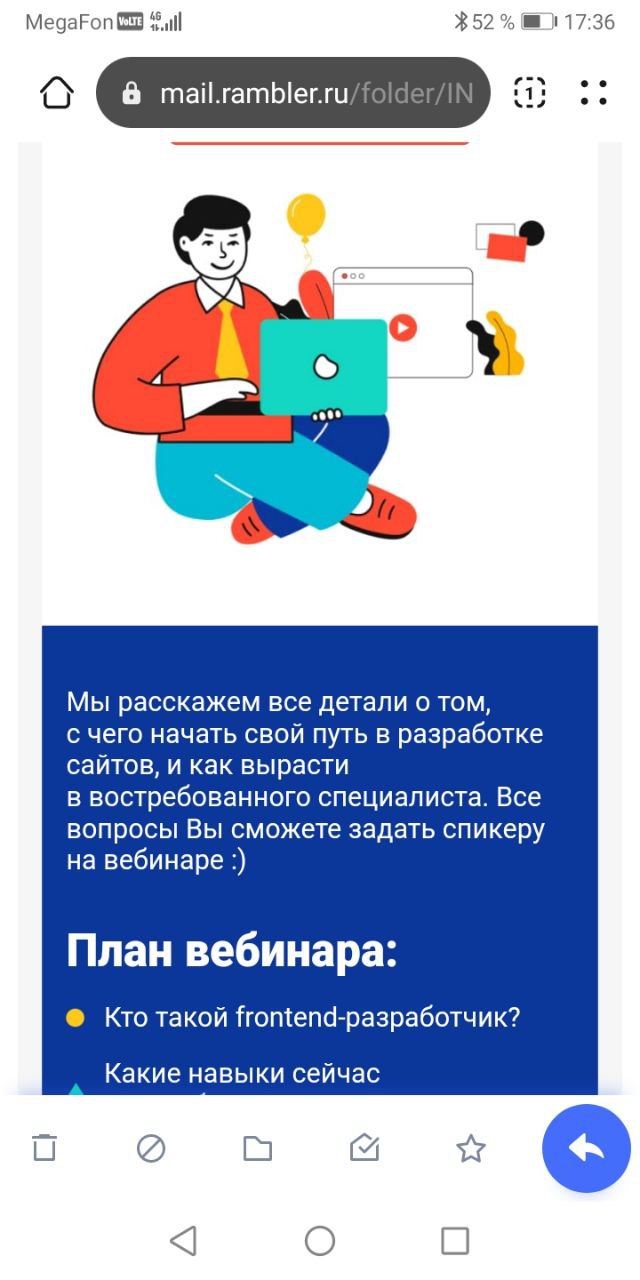 MegaFon VoLTE 4G 52 % 17:36
mail.rambler.ru/folder/IN
1
Мы расскажем все детали о том,
с чего начать свой путь в разработке
сайтов, и как вырасти
в востребованного специалиста. Все
вопросы Вы сможете задать спикеру
на вебинаре :)
План вебинара:
Кто такой frontend-разработчик?
Какие навыки сейчас